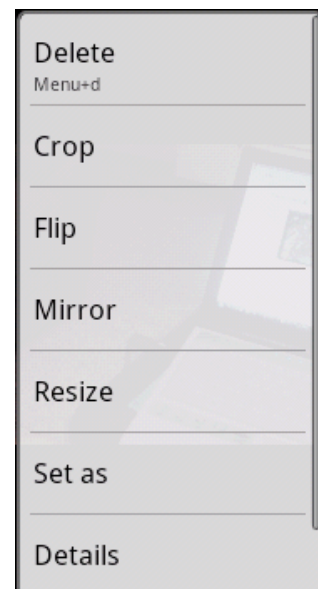 Delete
Menu+d
Crop
Flip
Mirror
Resize
Set as
Details